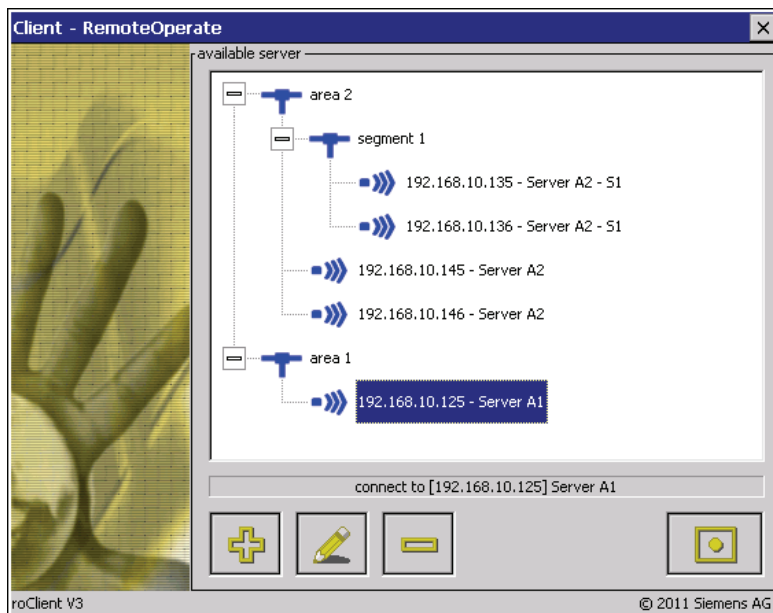 Client - RemoteOperate
available server
area 2
segment 1
192.168.10.135 - Server A2 - S1
192.168.10.136 - Server A2 - S1
192.168.10.145 - Server A2
192.168.10.146 - Server A2
area 1
192.168.10.125 - Server A1
connect to [192.168.10.125] Server A1
roClient V3
© 2011 Siemens AG